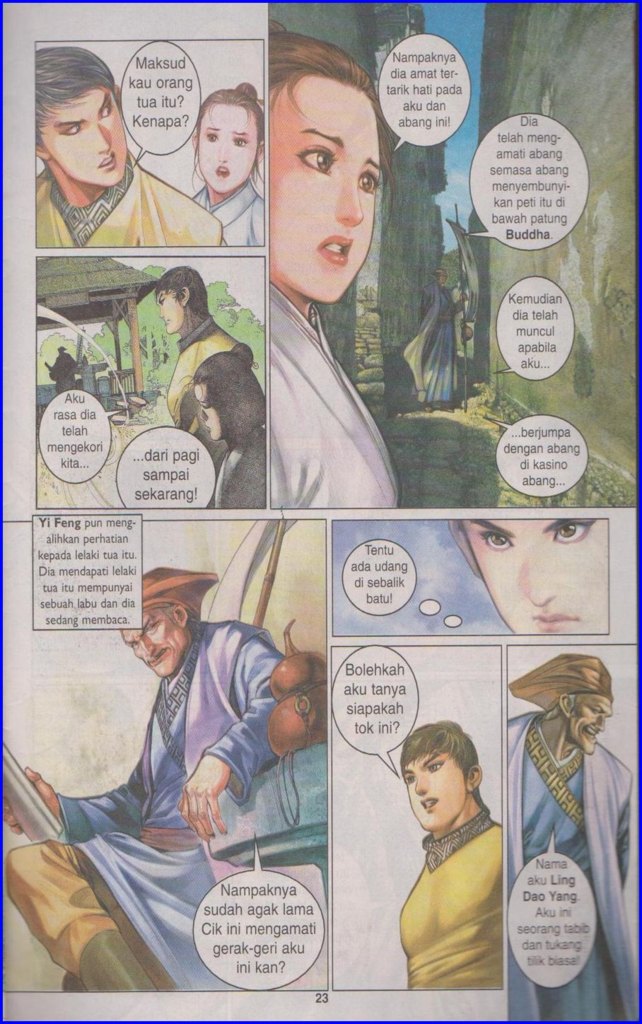 Maksud
kau orang
tua itu?
Kenapa?
Nampaknya
dia amat ter-
tarik hati pada
aku dan
abang ini!
Dia
telah meng-
amati abang
semasa abang
menyembunyi-
kan peti itu di
bawah patung
Buddha.
Kemudian
dia telah
muncul
apabila
aku...
...berjumpa
dengan abang
di kasino
abang...
Aku
rasa dia
telah
mengekori
kita...
...dari pagi
sampai
sekarang!
Yi Feng pun meng-
alihkan perhatian
kepada lelaki tua itu.
Dia mendapati lelaki
tua itu mempunyai
sebuah labu dan dia
sedang membaca.
Nampaknya
sudah agak lama
Cik ini mengamati
gerak-geri aku
ini kan?
Tentu
ada udang
di sebalik
batu!
Bolehkah
aku tanya
siapakah
tok ini?
Nama
aku Ling
Dao Yang.
Aku ini
seorang tabib
dan tukang
tilik biasa!
23